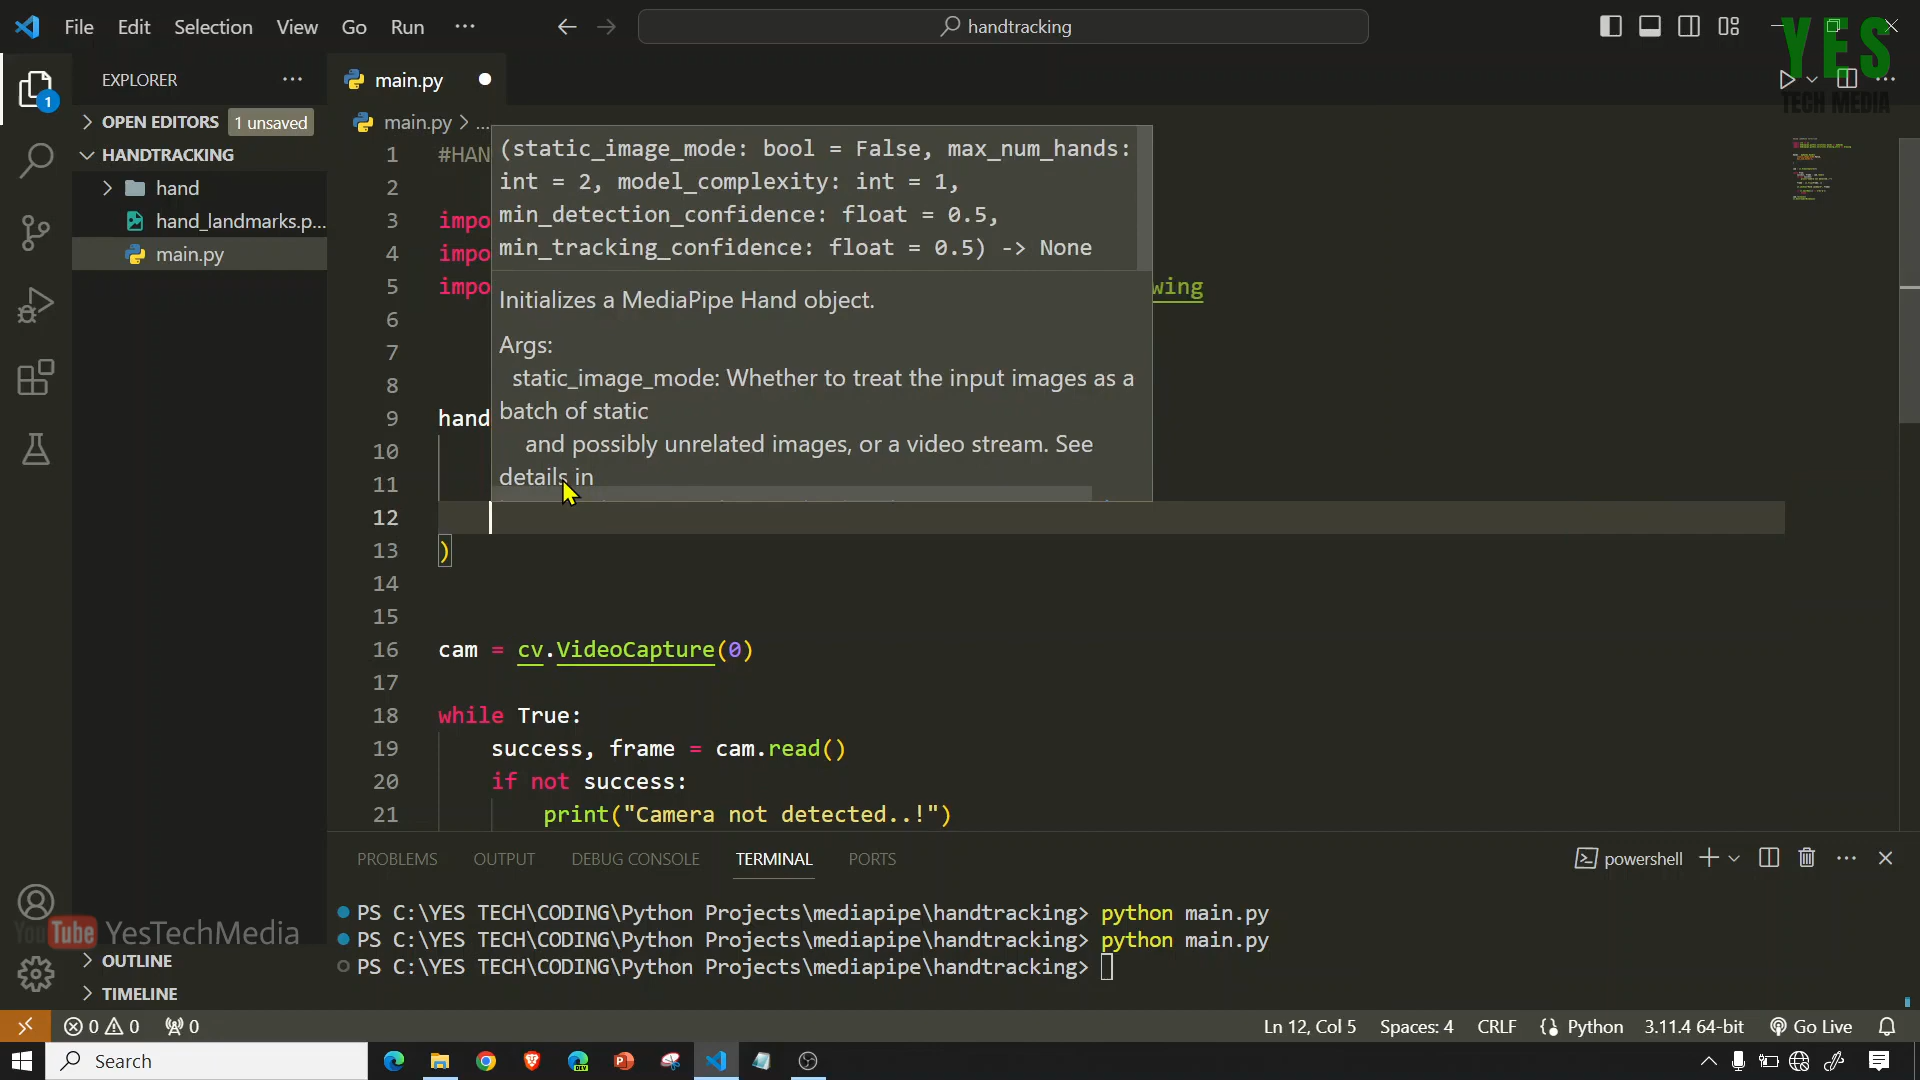 File Edit Selection View Go Run ··· handtracking
YES
TECH MEDIA
EXPLORER
OPEN EDITORS 1 unsaved
HANDTRACKING
hand
hand_landmarks.p...
main.py
main.py
main.py > ...
1 #HAN
2
3 impo
4 impo
5 impo wing
6
7
8
9 hand
10
11
12
13 )
14
15
16 cam = cv.VideoCapture(0)
17
18 while True:
19 success, frame = cam.read()
20 if not success:
21 print("Camera not detected..!")
(static_image_mode: bool = False, max_num_hands:
int = 2, model_complexity: int = 1,
min_detection_confidence: float = 0.5,
min_tracking_confidence: float = 0.5) -> None
Initializes a MediaPipe Hand object.
Args:
static_image_mode: Whether to treat the input images as a
batch of static
and possibly unrelated images, or a video stream. See
details in
PROBLEMS OUTPUT DEBUG CONSOLE TERMINAL PORTS
powershell
PS C:\YES TECH\CODING\Python Projects\mediapipe\handtracking> python main.py
PS C:\YES TECH\CODING\Python Projects\mediapipe\handtracking> python main.py
PS C:\YES TECH\CODING\Python Projects\mediapipe\handtracking>
YouTube YesTechMedia
OUTLINE
TIMELINE
1
0 0 0 Ln 12, Col 5 Spaces: 4 CRLF Python 3.11.4 64-bit Go Live
Search